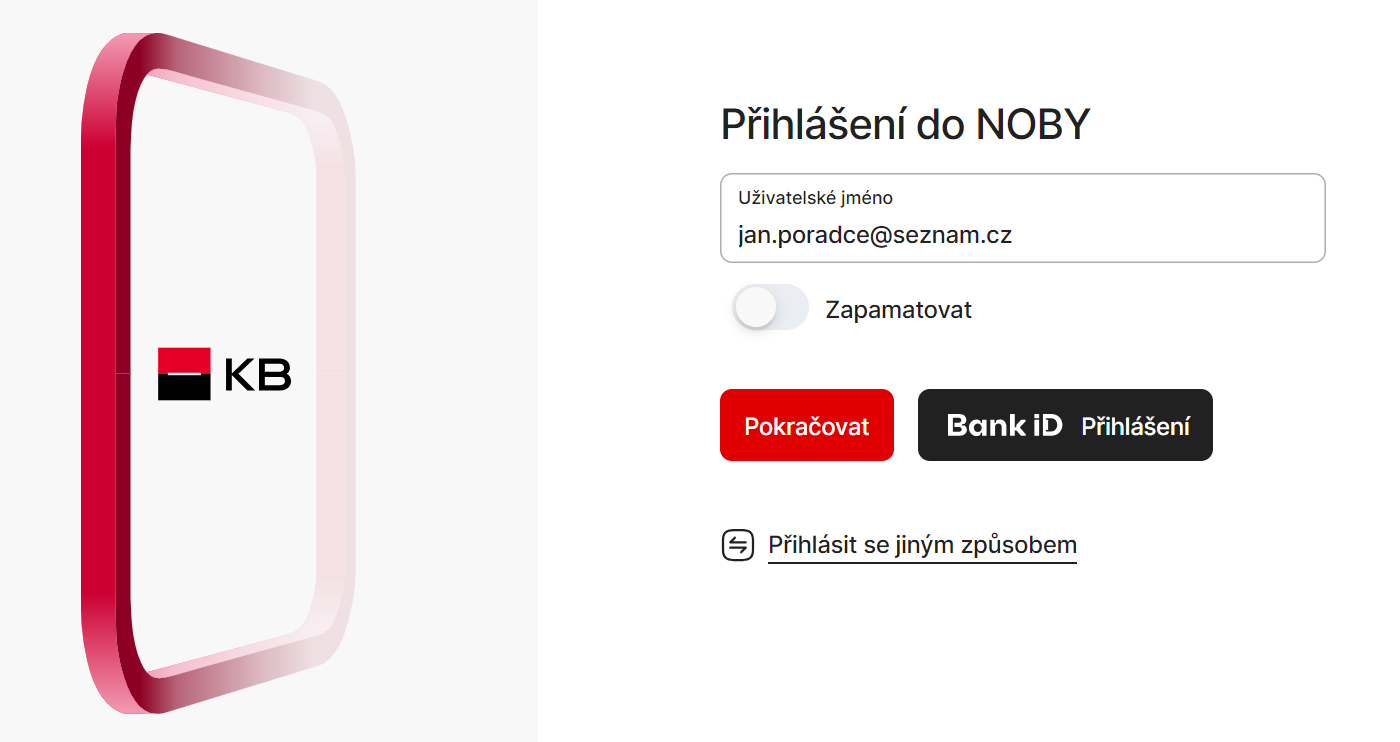 KB
Přihlášení do NOBY
Uživatelské jméno
jan.poradce@seznam.cz
Zapamatovat
Pokračovat
Bank iD Přihlášení
Přihlásit se jiným způsobem